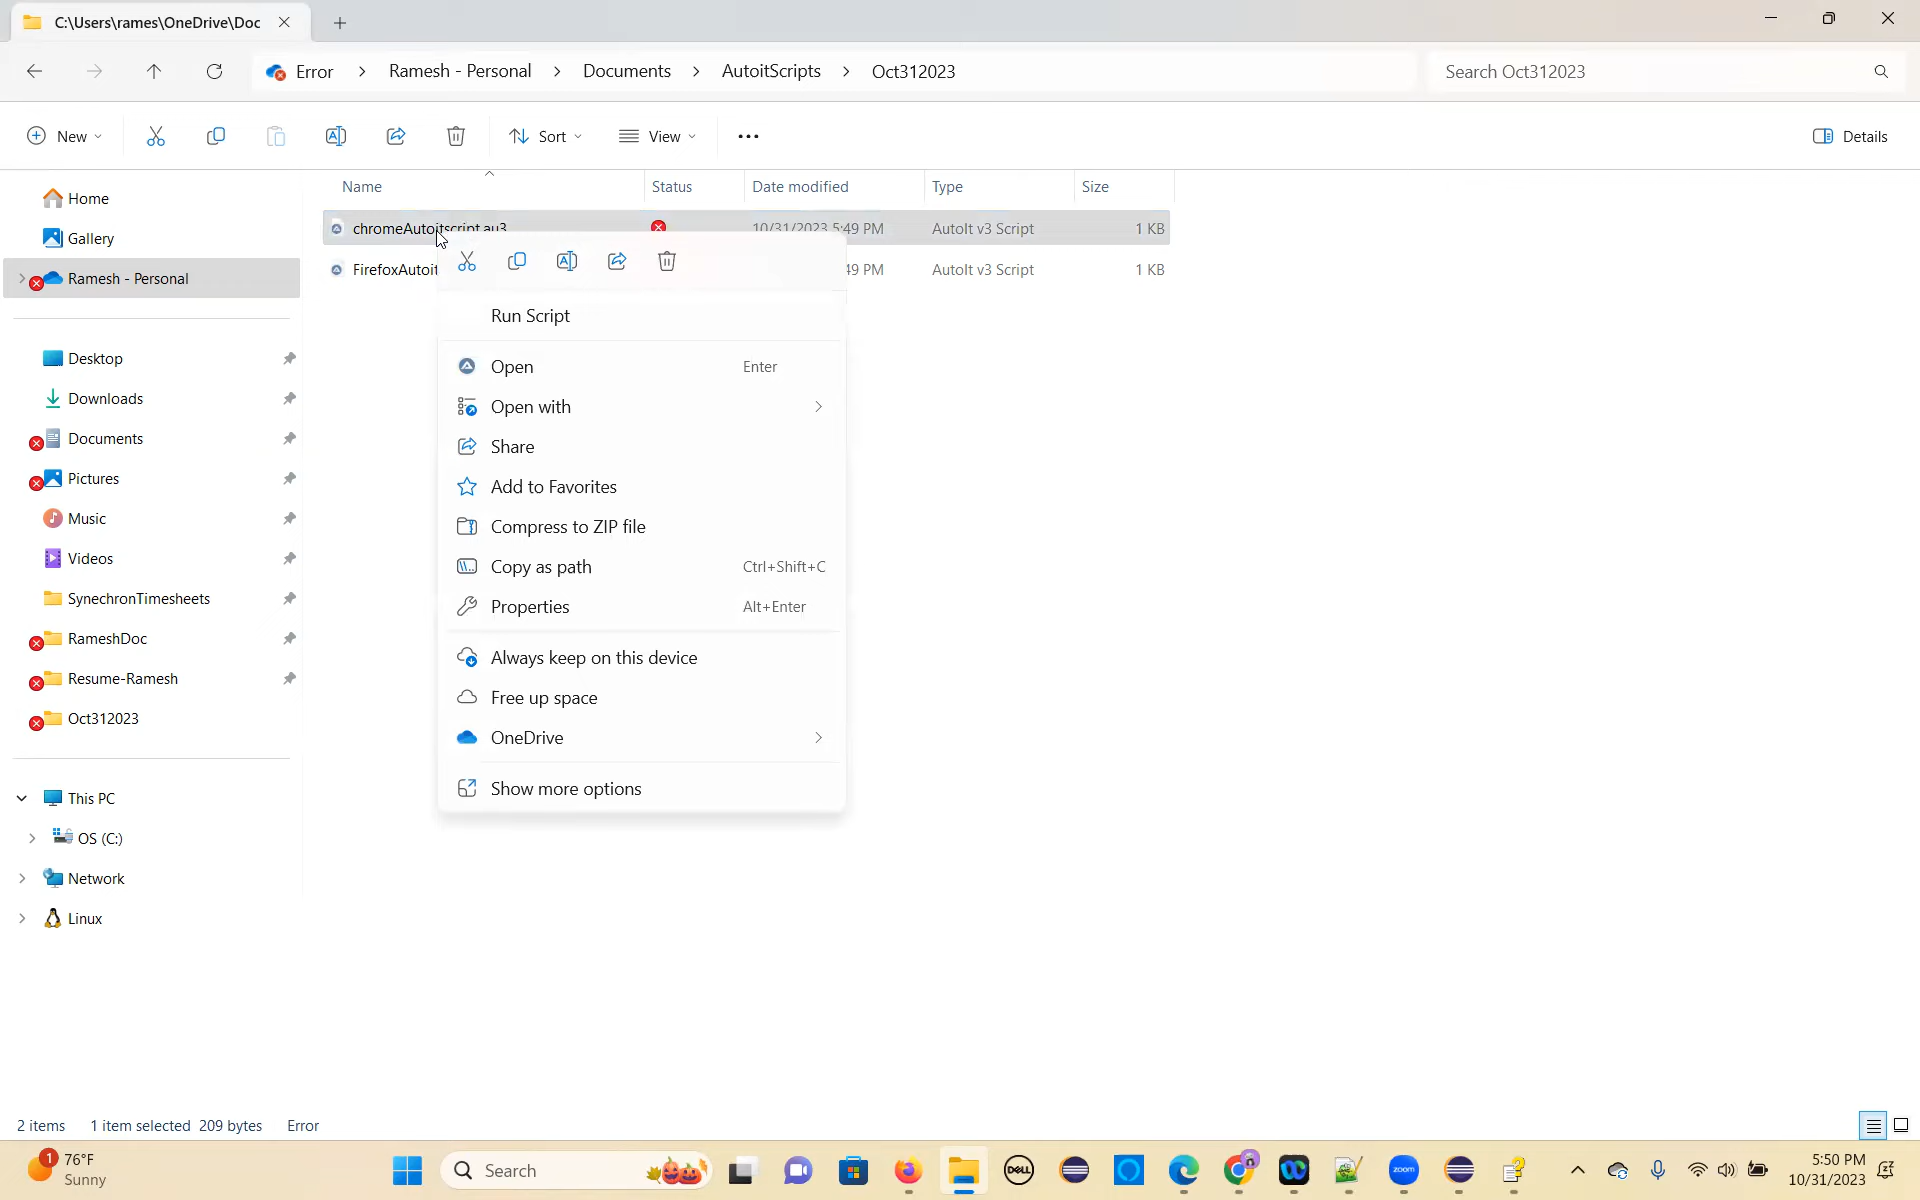 C:\Users\rames\OneDrive\Doc
Error > Ramesh - Personal > Documents > AutoitScripts > Oct312023
Search Oct312023
New
Sort
View
Details
Name Status Date modified Type Size
chromeAutoitscript.au3 10/31/2023 5:49 PM AutoIt v3 Script 1 KB
FirefoxAutoit 49 PM AutoIt v3 Script 1 KB
Home
Gallery
Ramesh - Personal
Desktop
Downloads
Documents
Pictures
Music
Videos
SynechronTimesheets
RameshDoc
Resume-Ramesh
Oct312023
This PC
OS (C:)
Network
Linux
Run Script
Open Enter
Open with
Share
Add to Favorites
Compress to ZIP file
Copy as path Ctrl+Shift+C
Properties Alt+Enter
Always keep on this device
Free up space
OneDrive
Show more options
2 items 1 item selected 209 bytes Error
1
76°F
Sunny
Search
DELL
zoom
5:50 PM
10/31/2023